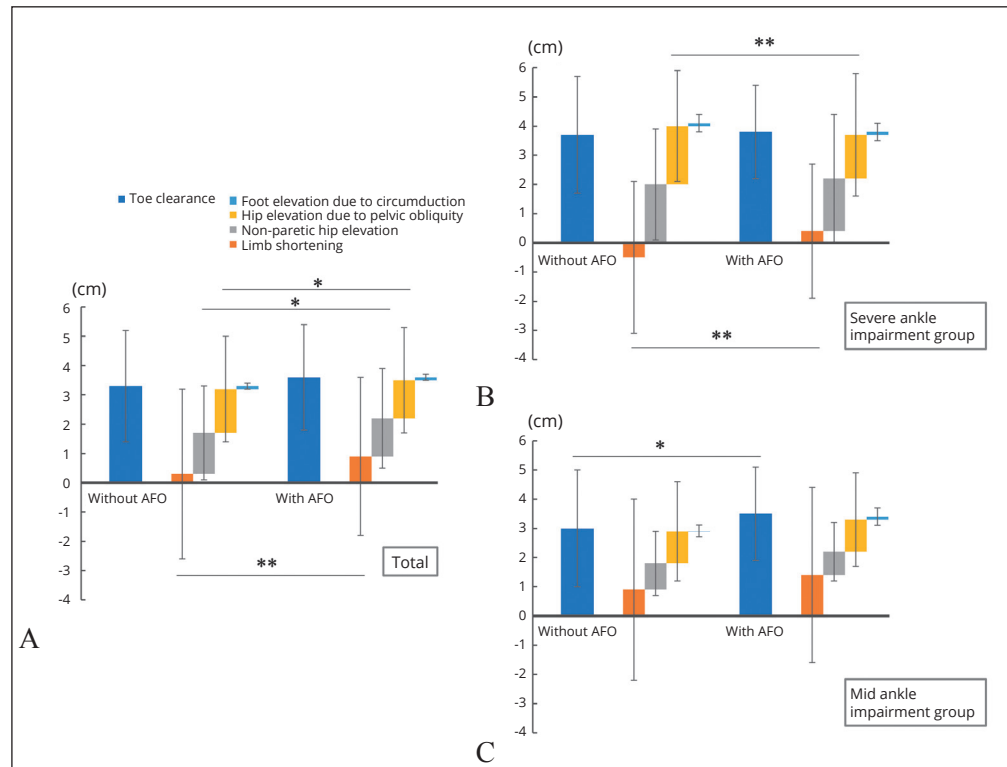 Toe clearance
Foot elevation due to circumduction
Hip elevation due to pelvic obliquity
Non-paretic hip elevation
Limb shortening
(cm)
*
*
6
5
4
3
2
1
0
-1
-2
-3
-4
Without AFO
With AFO
**
Total
A
(cm)
**
6
5
4
3
2
1
0
-1
-2
-3
-4
Without AFO
With AFO
**
Severe ankle
impairment group
B
(cm)
*
6
5
4
3
2
1
0
-1
-2
-3
-4
Without AFO
With AFO
Mid ankle
impairment group
C